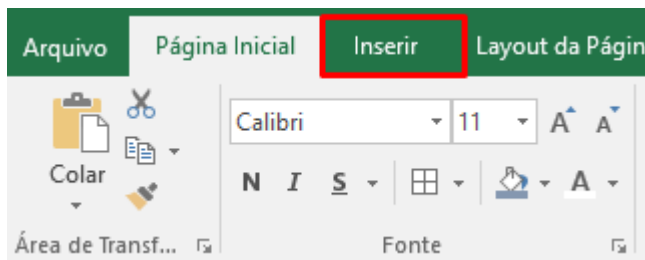 Arquivo Página Inicial Inserir Layout da Págin
Calibri 11 A A
Colar N I S A
Área de Transf... Fonte